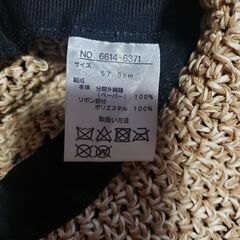 NO. 6614-6371
サイズ
57.5cm
組成
本体 分類外繊維
(ペーパー) 100%
リボン部分
ポリエステル 100%
取扱い方